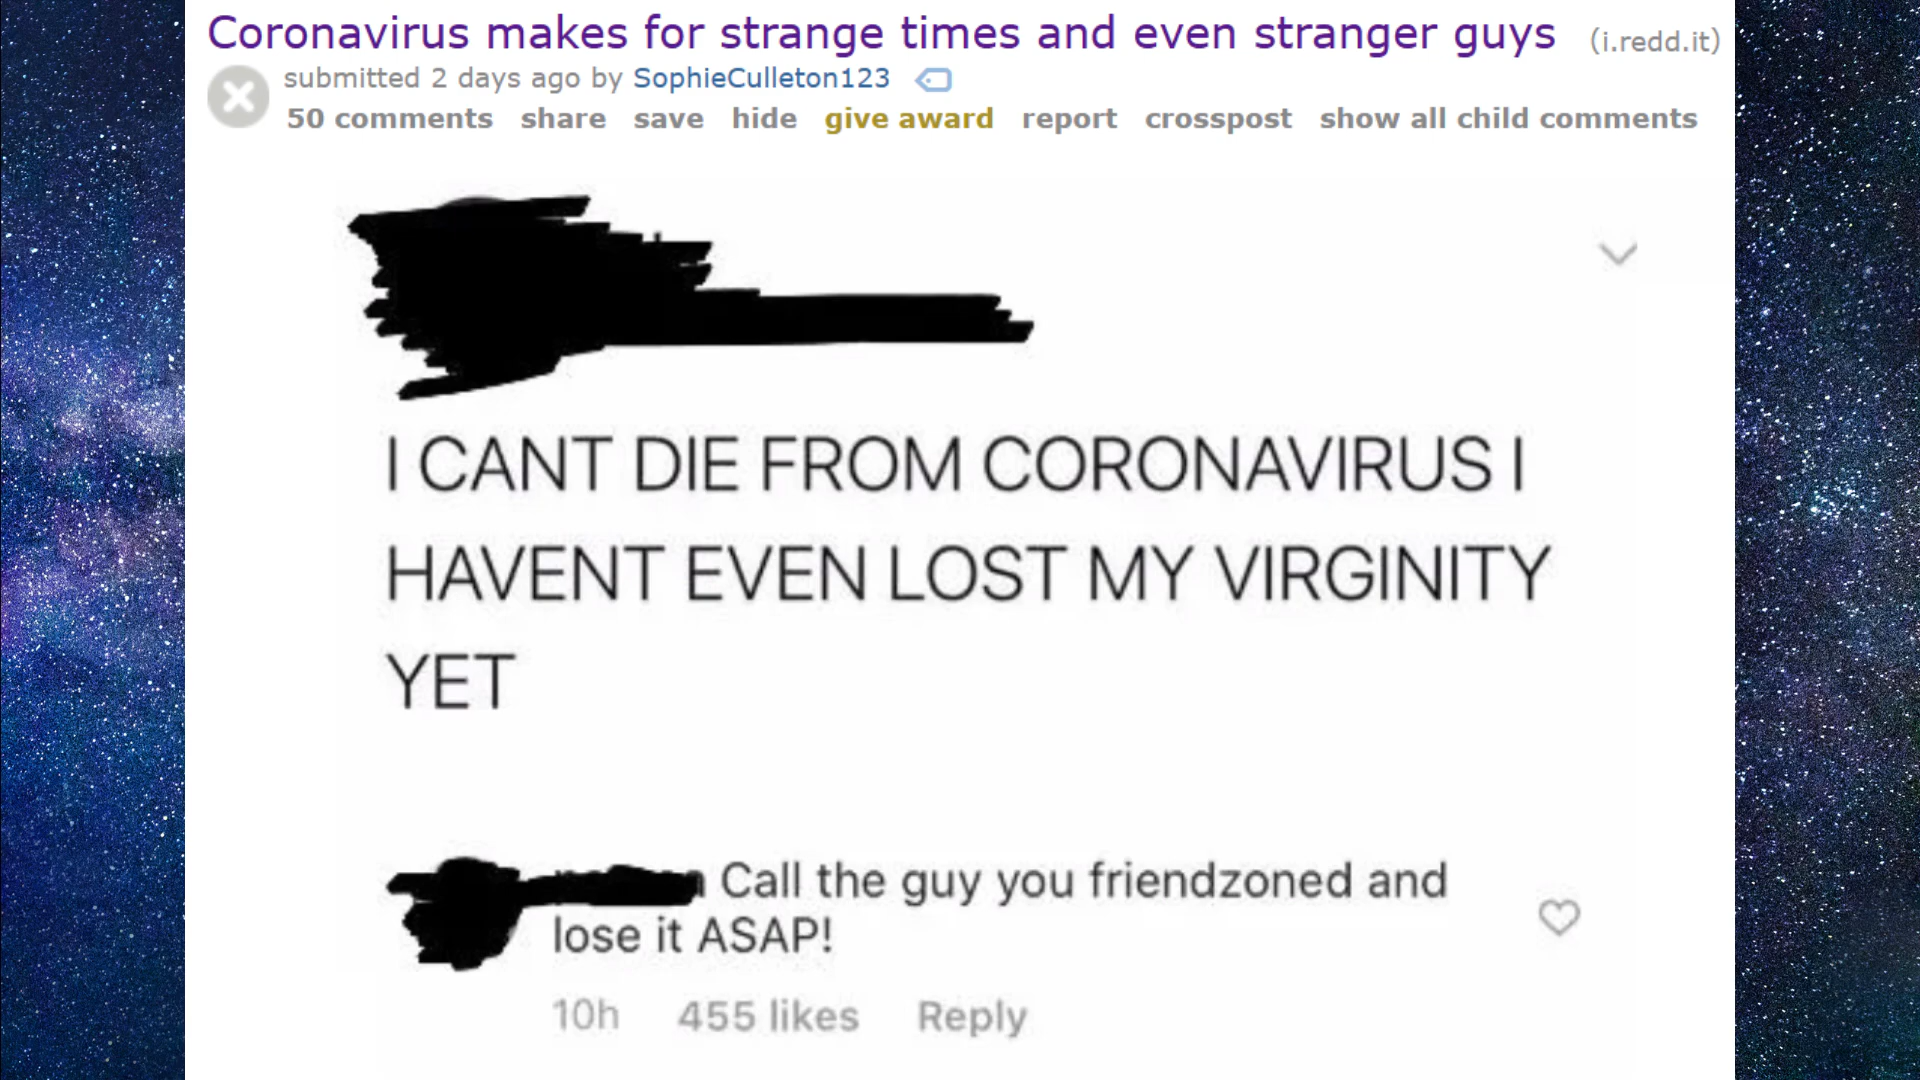 Coronavirus makes for strange times and even stranger guys (i.redd.it)
submitted 2 days ago by SophieCulleton123
50 comments share save hide give award report crosspost show all child comments
I CANT DIE FROM CORONAVIRUS I
HAVENT EVEN LOST MY VIRGINITY
YET
Call the guy you friendzoned and
lose it ASAP!
10h 455 likes Reply